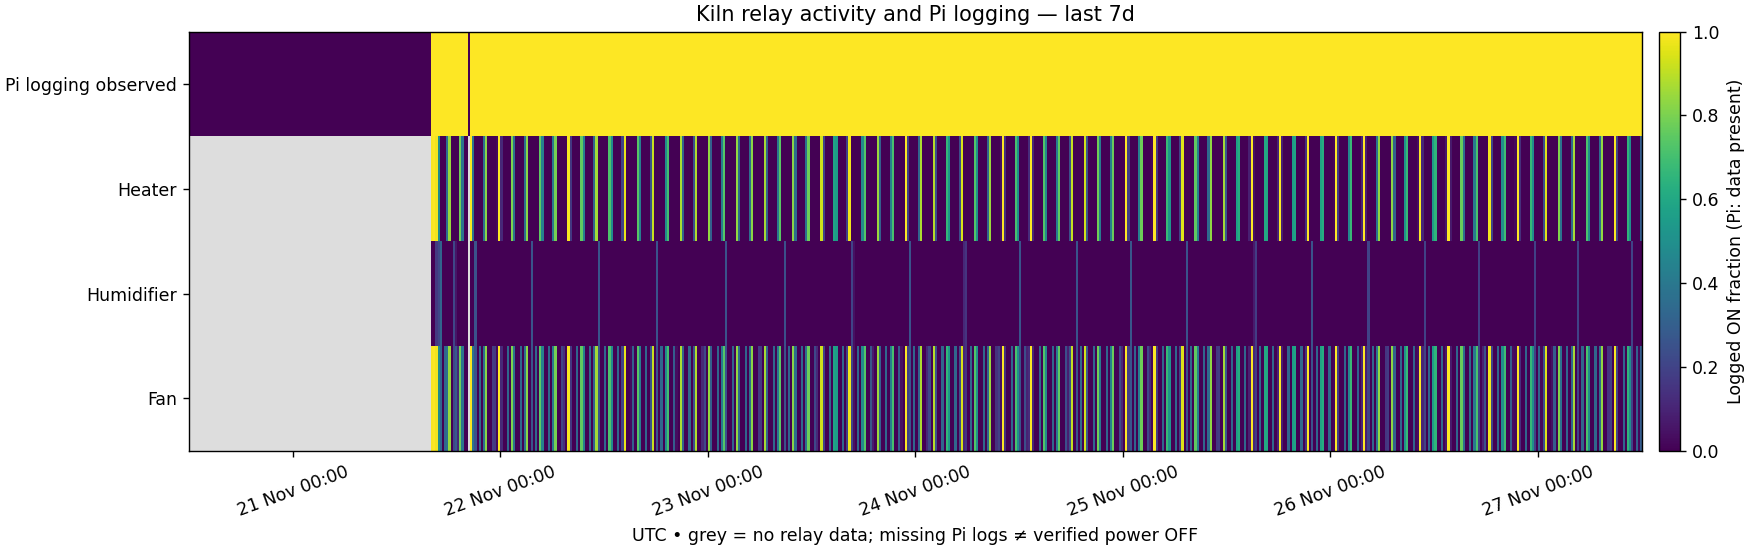 Kiln relay activity and Pi logging — last 7d
Pi logging observed
Heater
Humidifier
Fan
21 Nov 00:00
22 Nov 00:00
23 Nov 00:00
24 Nov 00:00
25 Nov 00:00
26 Nov 00:00
27 Nov 00:00
UTC • grey = no relay data; missing Pi logs ≠ verified power OFF
1.0
0.8
0.6
0.4
0.2
0.0
Logged ON fraction (Pi: data present)